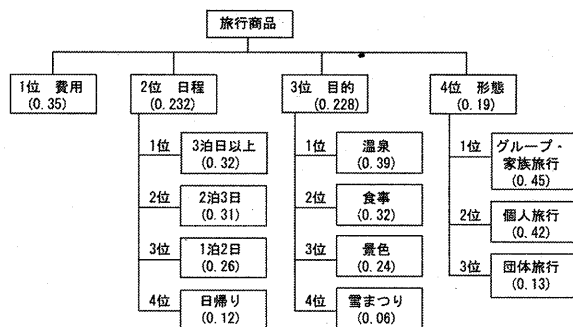 旅行商品
1位 費用
(0.35)
2位 日程
(0.232)
3位 目的
(0.228)
4位 形態
(0.19)
1位
3泊日以上
(0.32)
2位
2泊3日
(0.31)
3位
1泊2日
(0.26)
4位
日帰り
(0.12)
1位
温泉
(0.39)
2位
食事
(0.32)
3位
景色
(0.24)
4位
雪まつり
(0.06)
1位
グループ・
家族旅行
(0.45)
2位
個人旅行
(0.42)
3位
団体旅行
(0.13)